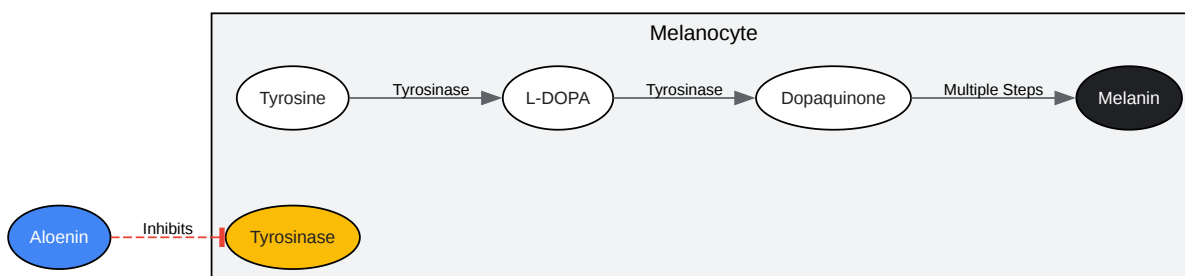 Melanocyte
Tyrosine
Tyrosinase
L-DOPA
Tyrosinase
Dopaquinone
Multiple Steps
Melanin
Aloenin
Inhibits
Tyrosinase